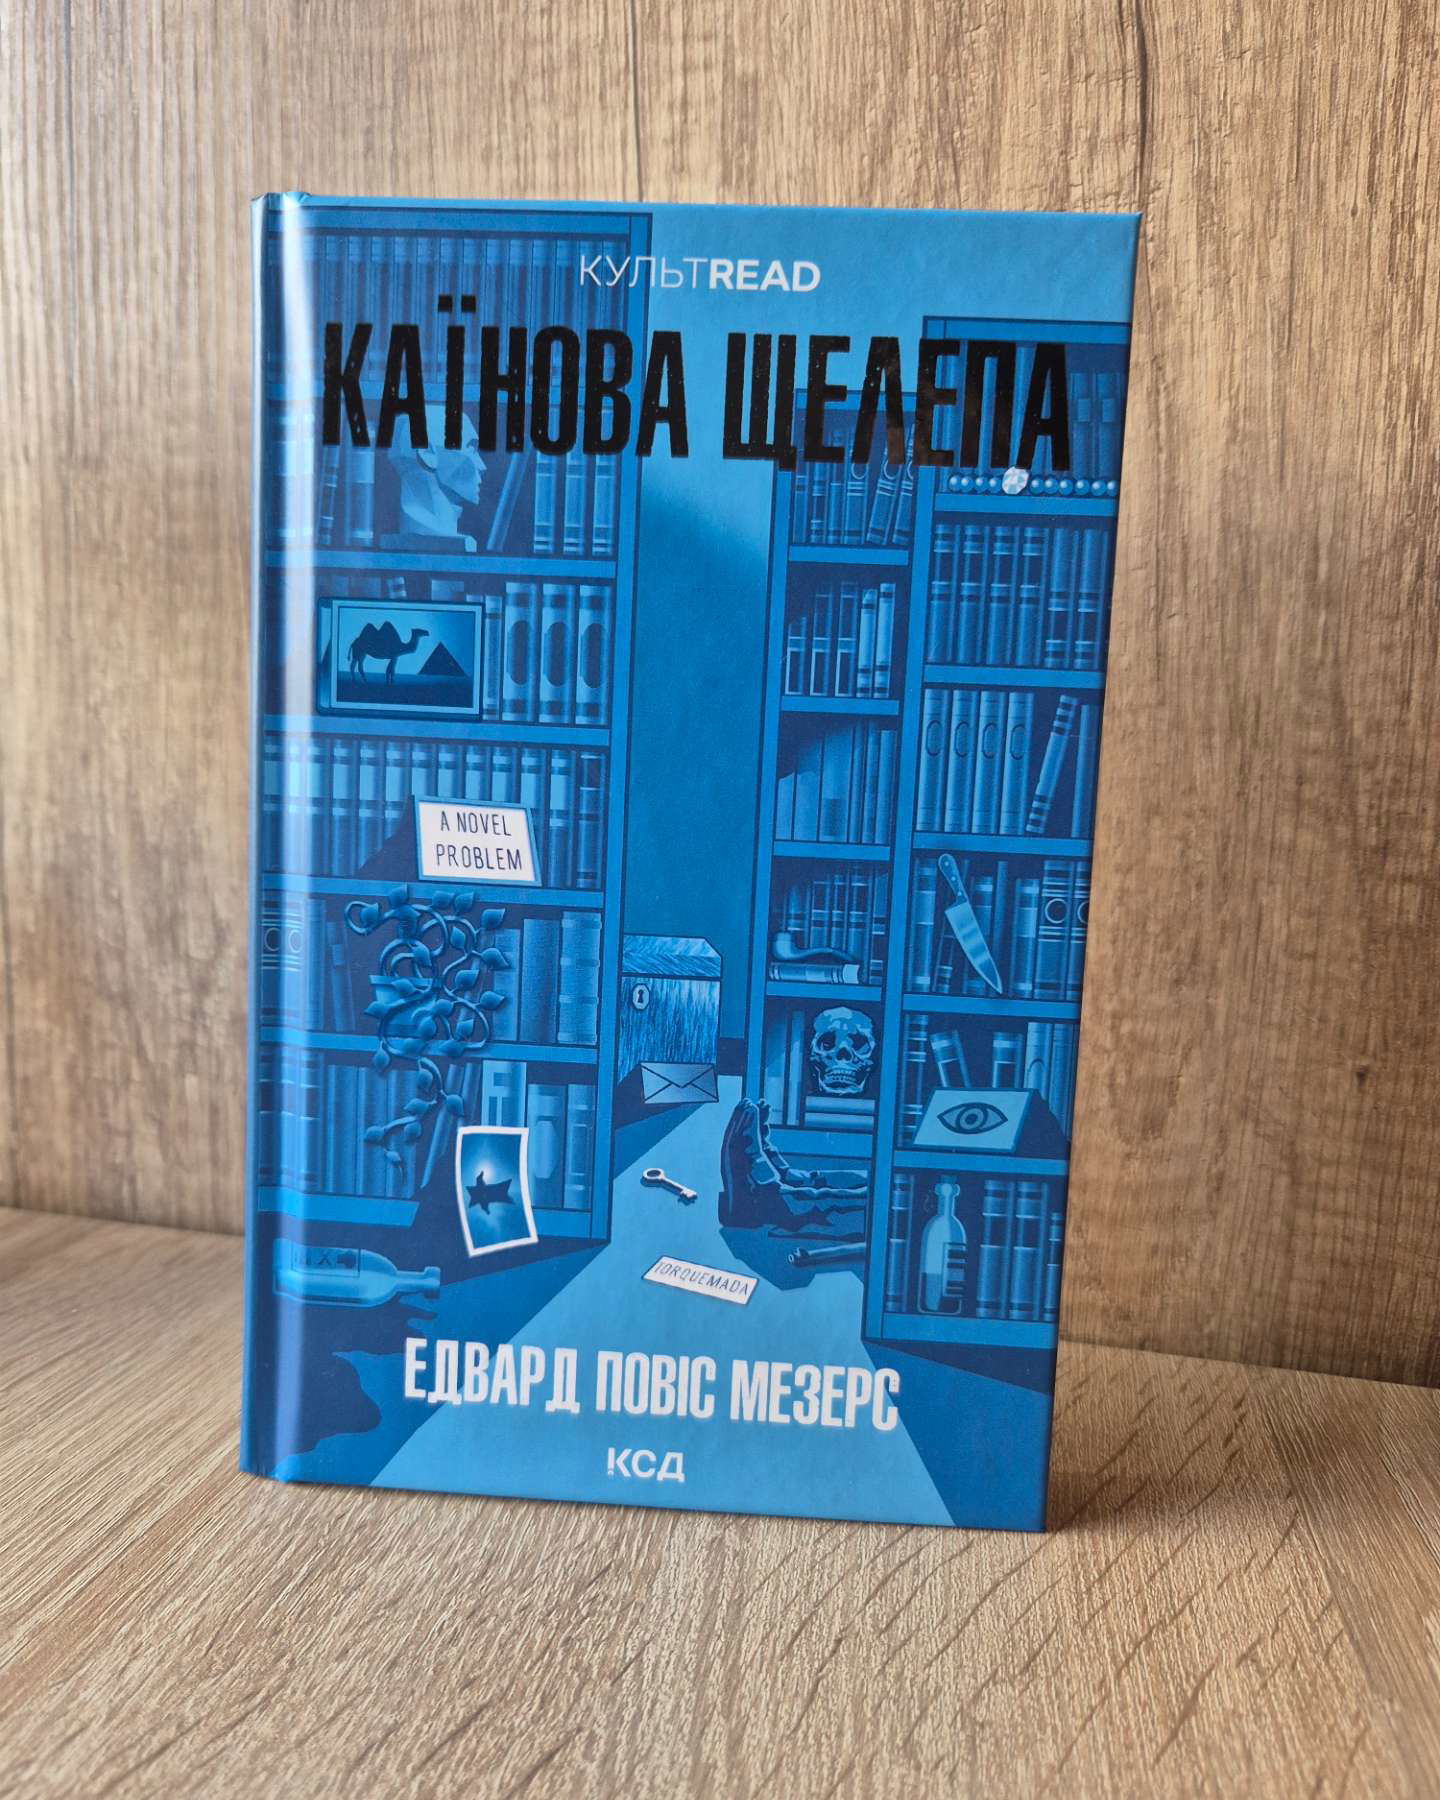 КУЛЬТREAD
КАЇНОВА ЩЕЛЕПА
A NOVEL
PROBLEM
TORQUEMADA
ЕДВАРД ПОВІС МЕЗЕРС
КСД